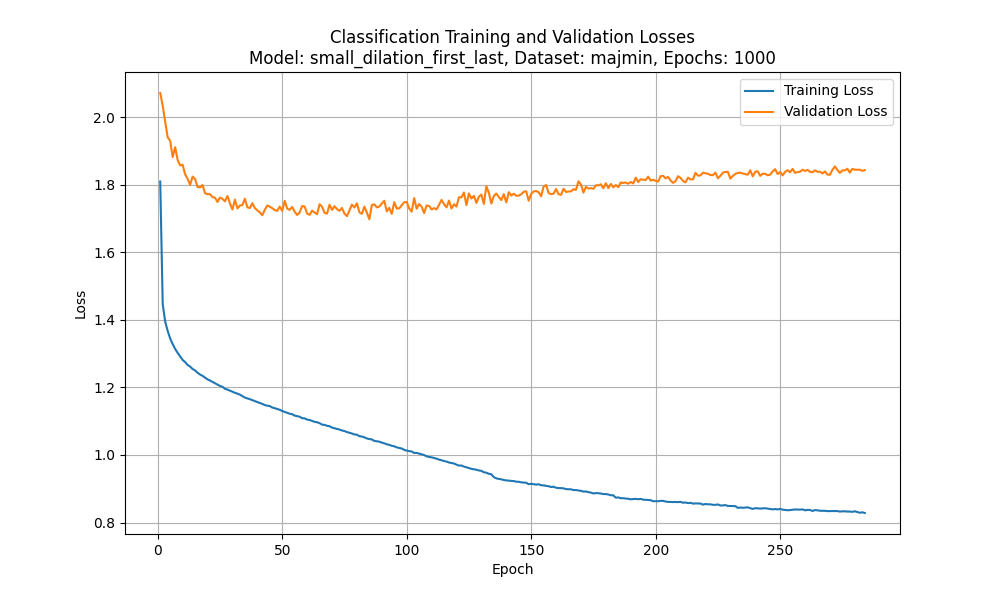 Classification Training and Validation Losses
Model: small_dilation_first_last, Dataset: majmin, Epochs: 1000
Training Loss
Validation Loss
2.0
1.8
1.6
1.4
1.2
1.0
0.8
Loss
0 50 100 150 200 250
Epoch